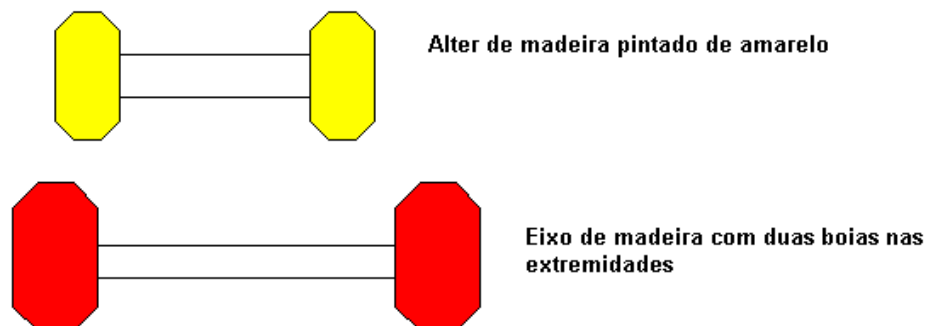 Alter de madeira pintado de amarelo
Eixo de madeira com duas boias nas
extremidades